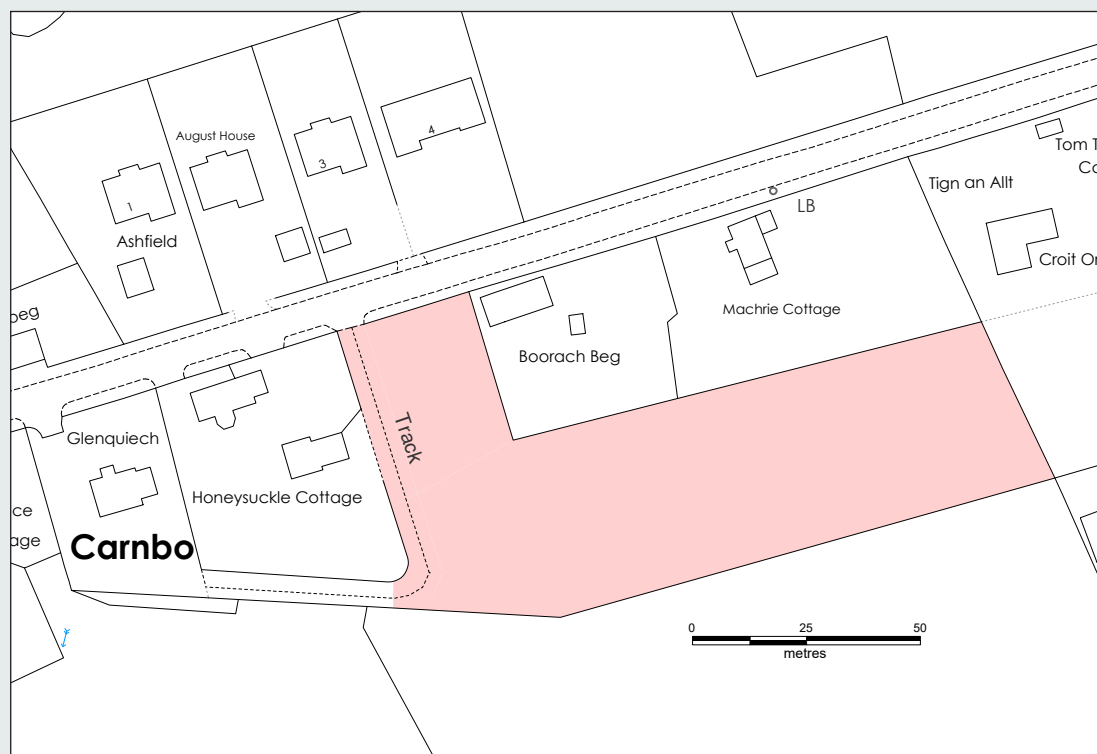 August House
4
3
1
Ashfield
Tom T
Co
Tign an Allt
LB
Croit Or
beg
Machrie Cottage
Boorach Beg
Track
Glenquiech
Honeysuckle Cottage
ce
age
Carnbo
0 25 50
metres